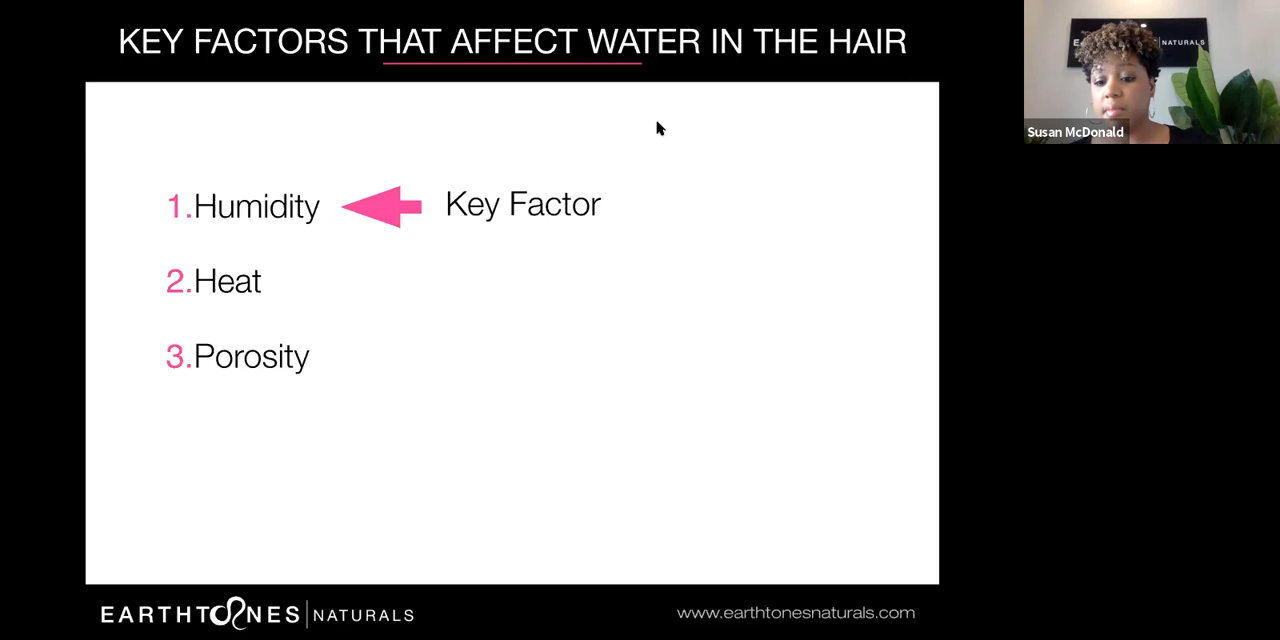 KEY FACTORS THAT AFFECT WATER IN THE HAIR
NATURALS
Susan McDonald
1.Humidity
Key Factor
2.Heat
3.Porosity
EARTHTONES | NATURALS
www.earthtonesnaturals.com